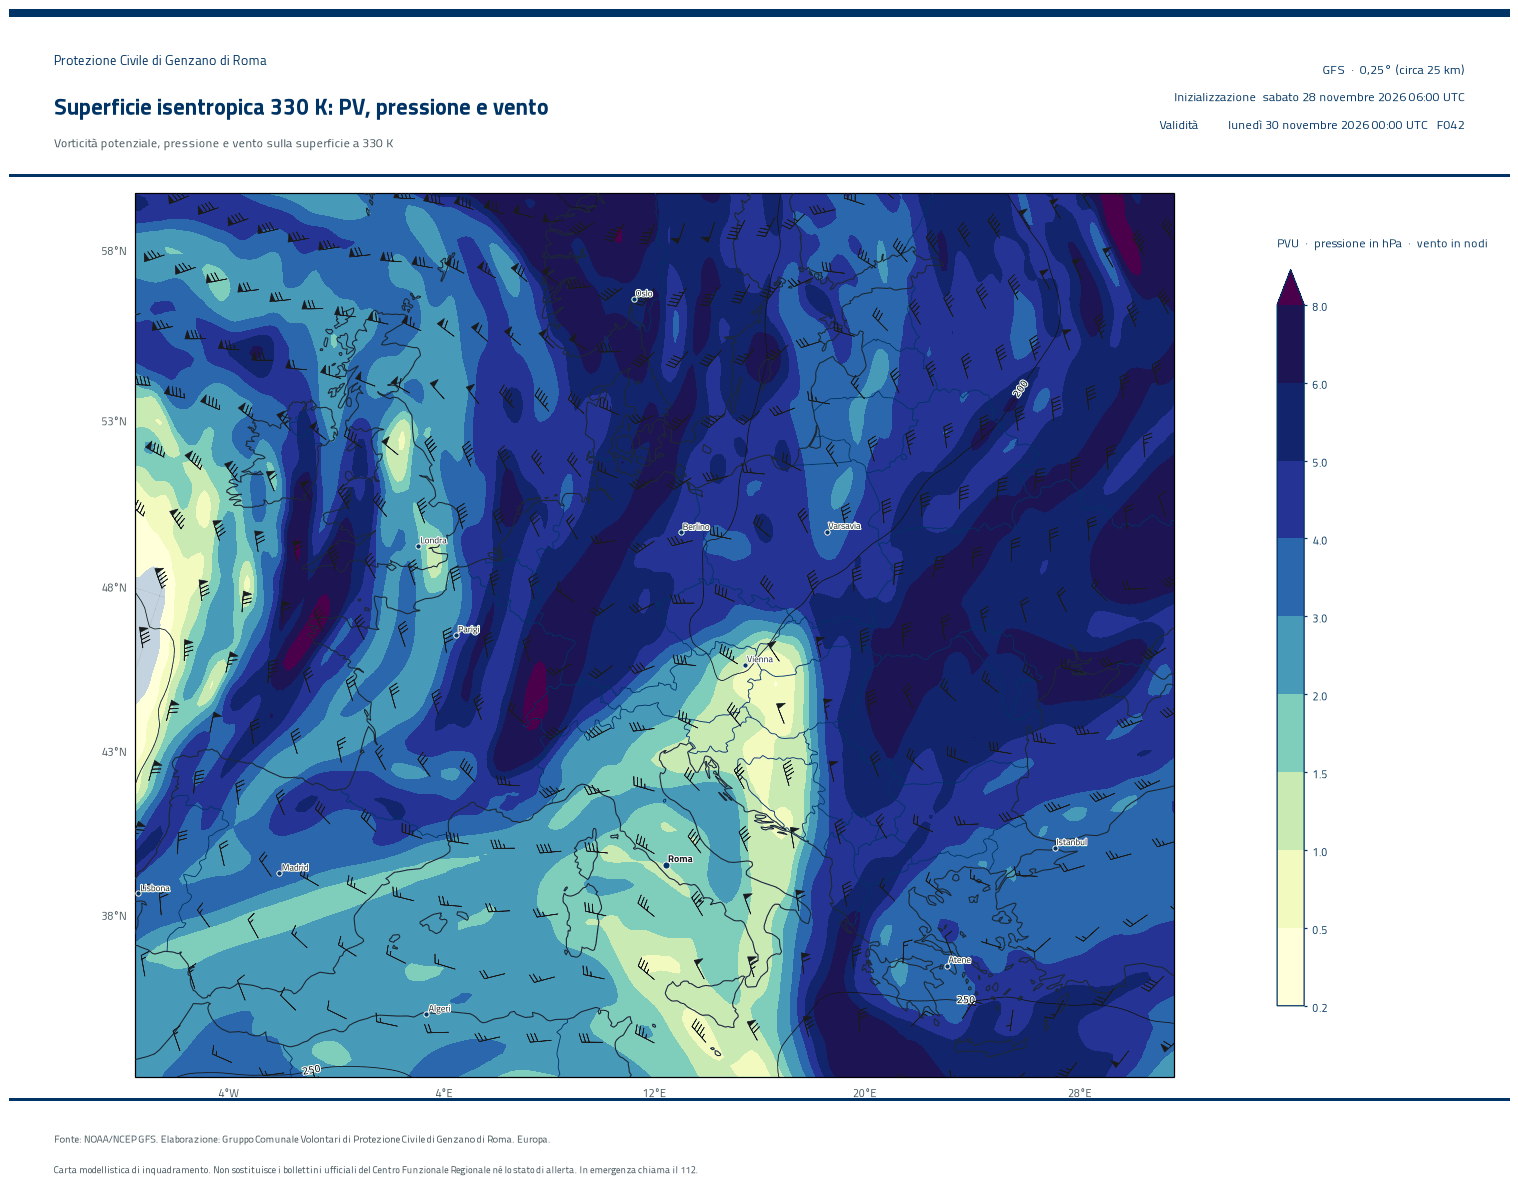 Protezione Civile di Genzano di Roma
Superficie isentropica 330 K: PV, pressione e vento
Vorticità potenziale, pressione e vento sulla superficie a 330 K
GFS · 0,25° (circa 25 km)
Inizializzazione sabato 28 novembre 2026 06:00 UTC
Validità lunedì 30 novembre 2026 00:00 UTC F042
PVU · pressione in hPa · vento in nodi
58°N
53°N
48°N
43°N
38°N
Oslo
200
Londra
Berlino
Varsavia
Parigi
Vienna
Istanbul
Roma
Madrid
Lisbona
Atene
250
Algeri
250
8.0
6.0
5.0
4.0
3.0
2.0
1.5
1.0
0.5
0.2
4°W
4°E
12°E
20°E
28°E
Fonte: NOAA/NCEP GFS. Elaborazione: Gruppo Comunale Volontari di Protezione Civile di Genzano di Roma. Europa.
Carta modellistica di inquadramento. Non sostituisce i bollettini ufficiali del Centro Funzionale Regionale né lo stato di allerta. In emergenza chiama il 112.